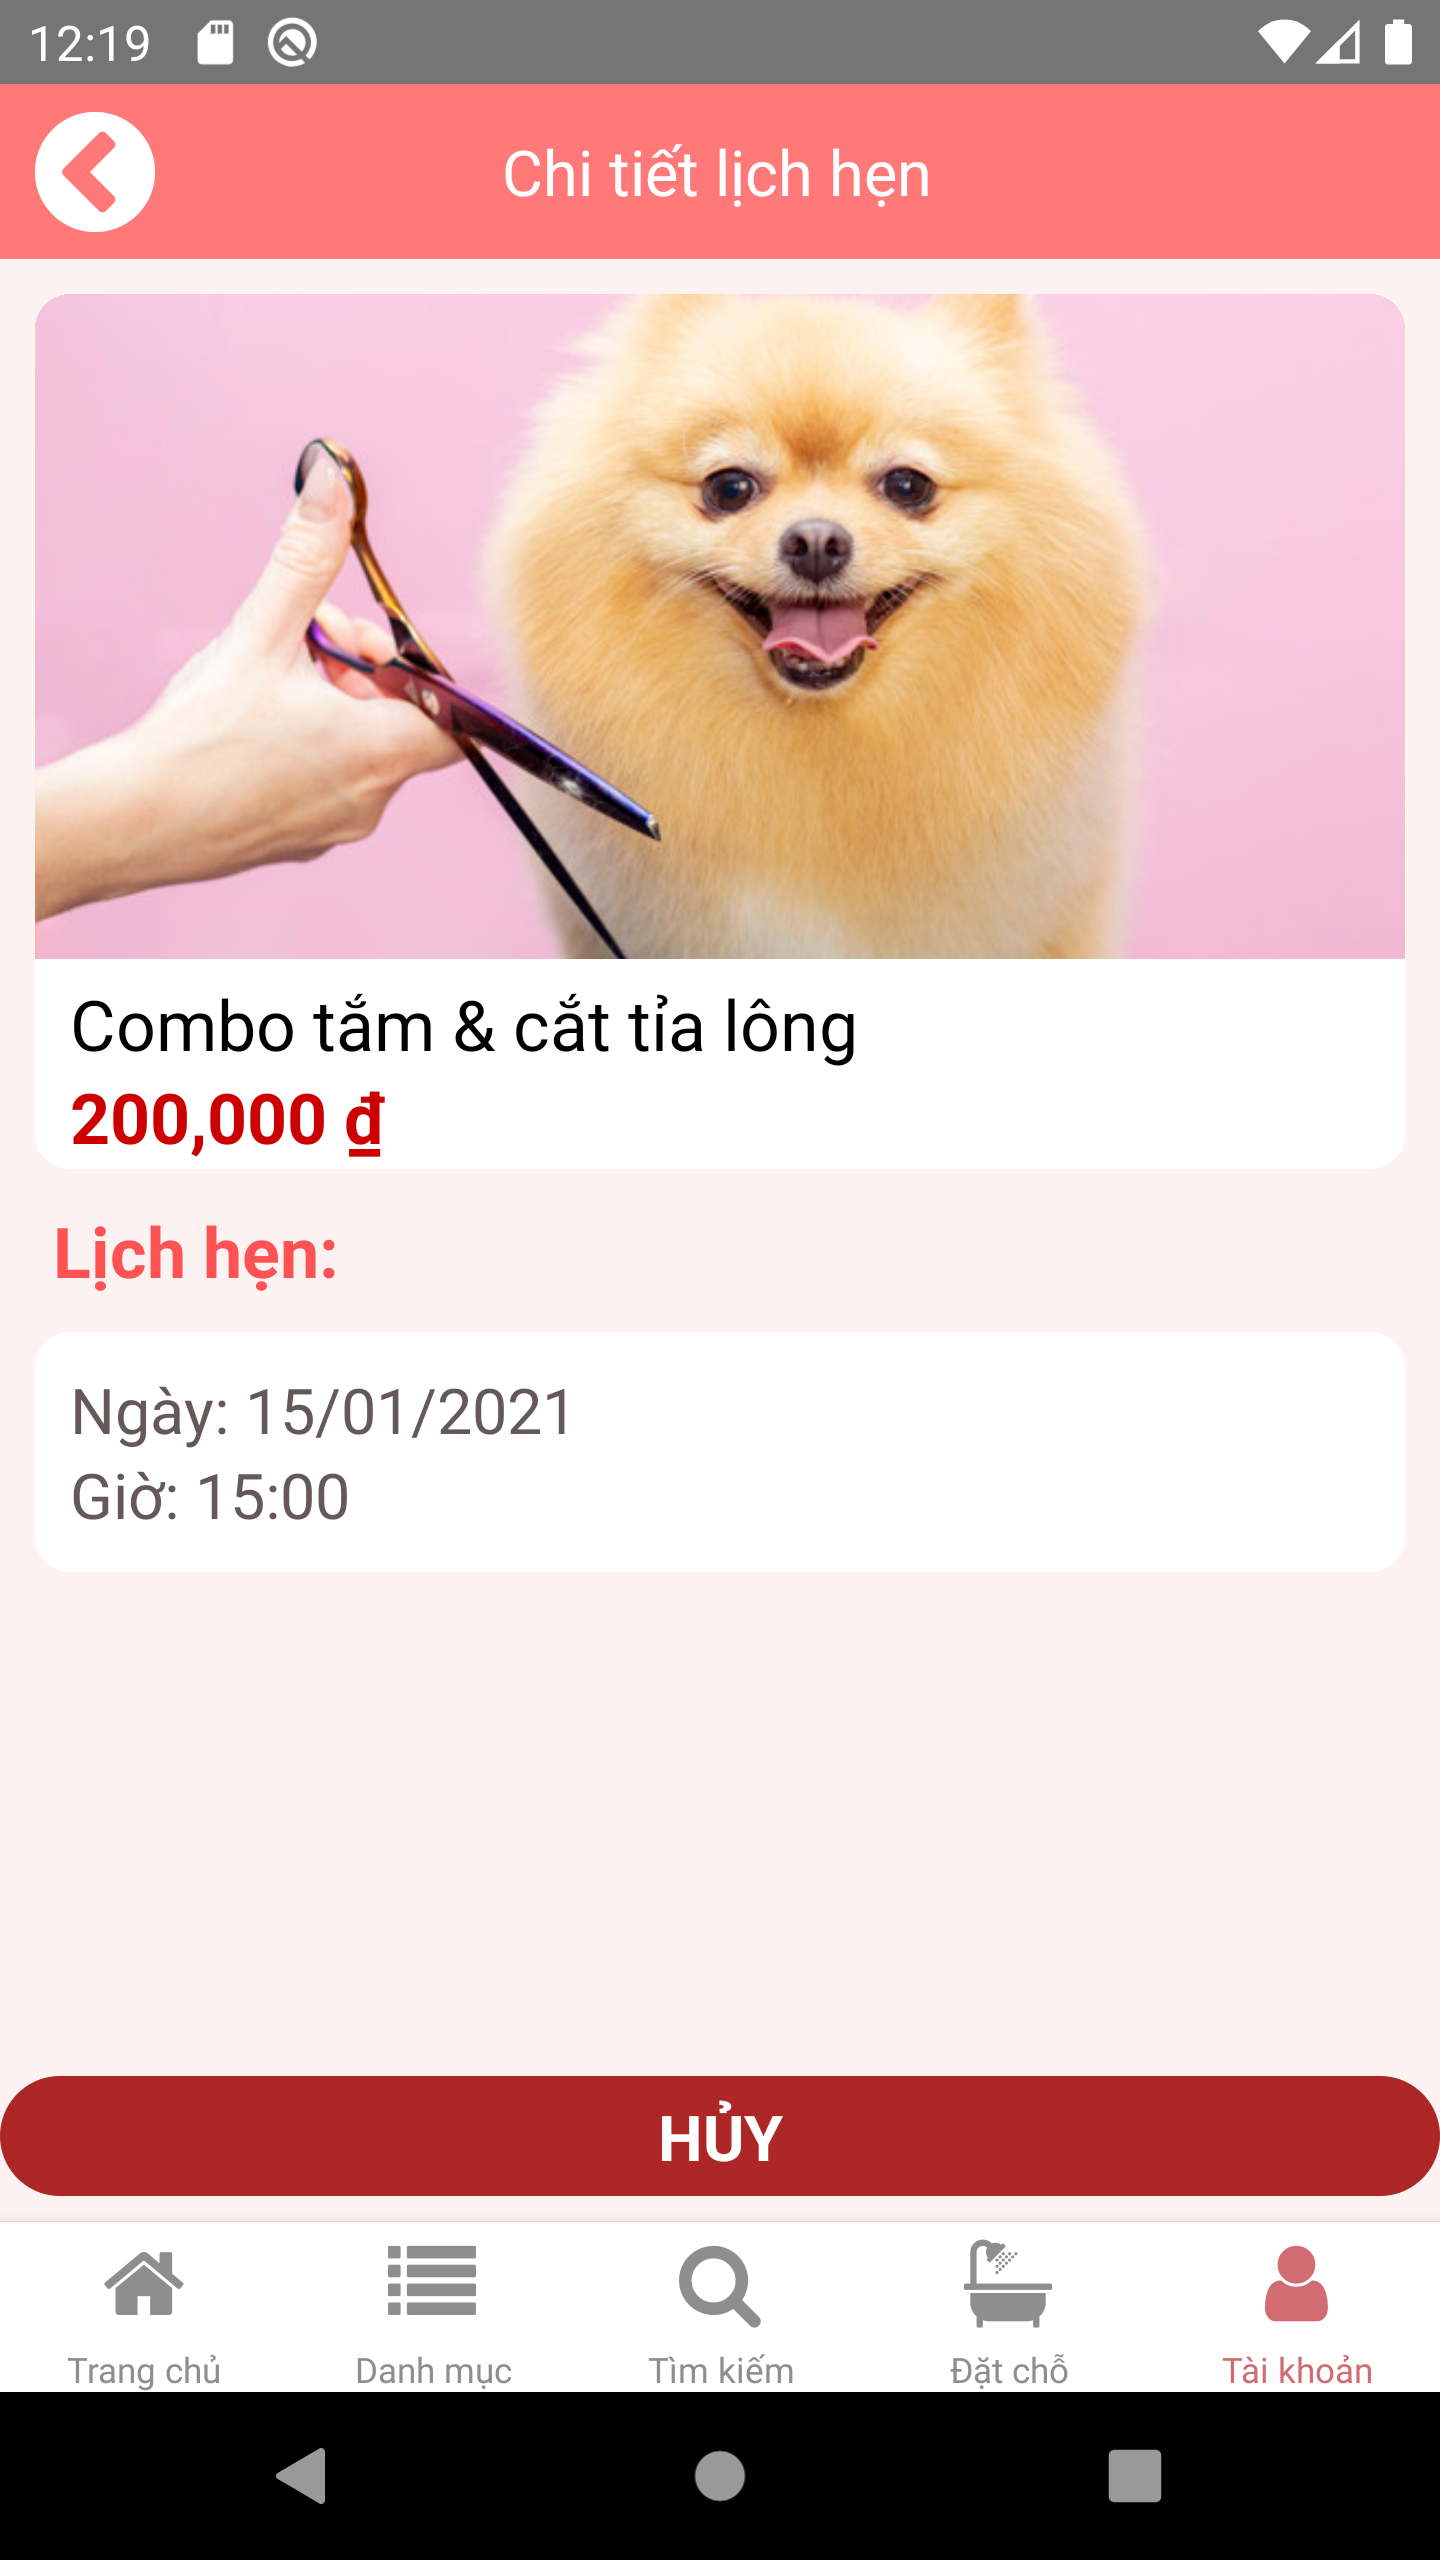 12:19
Chi tiết lịch hẹn
Combo tắm & cắt tỉa lông
200,000 ₫
Lịch hẹn:
Ngày: 15/01/2021
Giờ: 15:00
HỦY
Trang chủ
Danh mục
Tìm kiếm
Đặt chỗ
Tài khoản